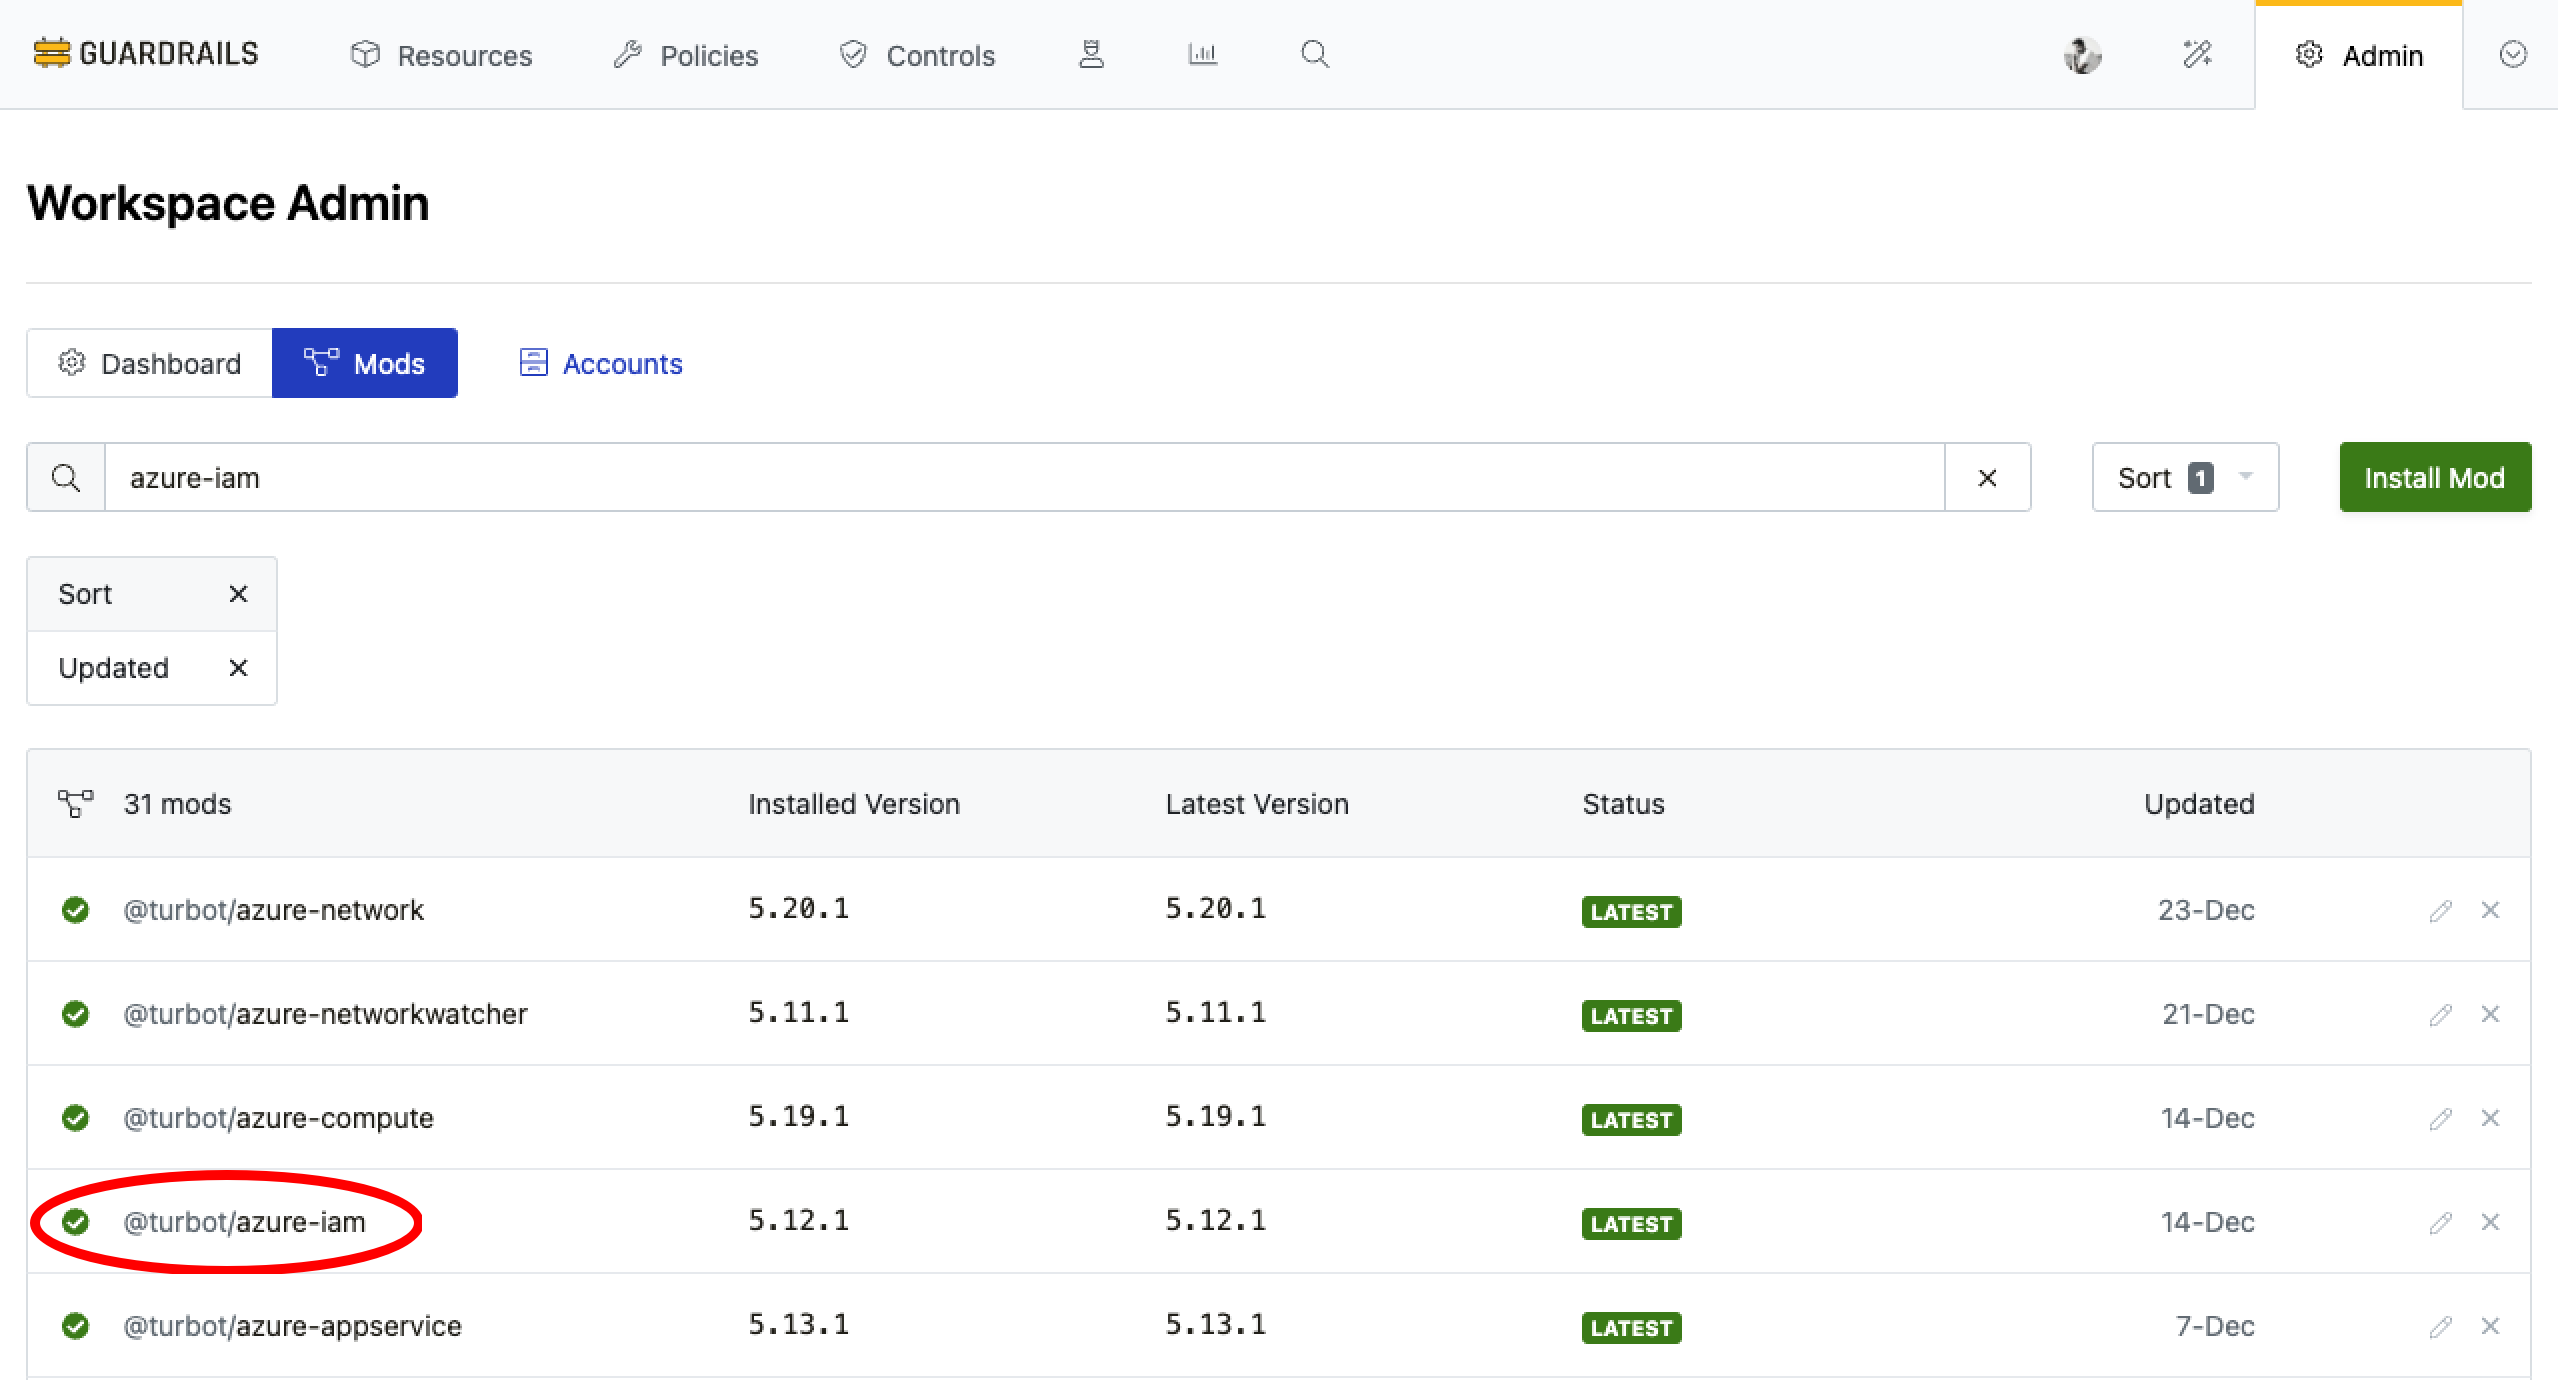 GUARDRAILS Resources Policies Controls Admin
Workspace Admin
Dashboard Mods Accounts
azure-iam Sort 1 Install Mod
Sort
Updated
31 mods Installed Version Latest Version Status Updated
@turbot/azure-network 5.20.1 5.20.1 LATEST 23-Dec
@turbot/azure-networkwatcher 5.11.1 5.11.1 LATEST 21-Dec
@turbot/azure-compute 5.19.1 5.19.1 LATEST 14-Dec
@turbot/azure-iam 5.12.1 5.12.1 LATEST 14-Dec
@turbot/azure-appservice 5.13.1 5.13.1 LATEST 7-Dec